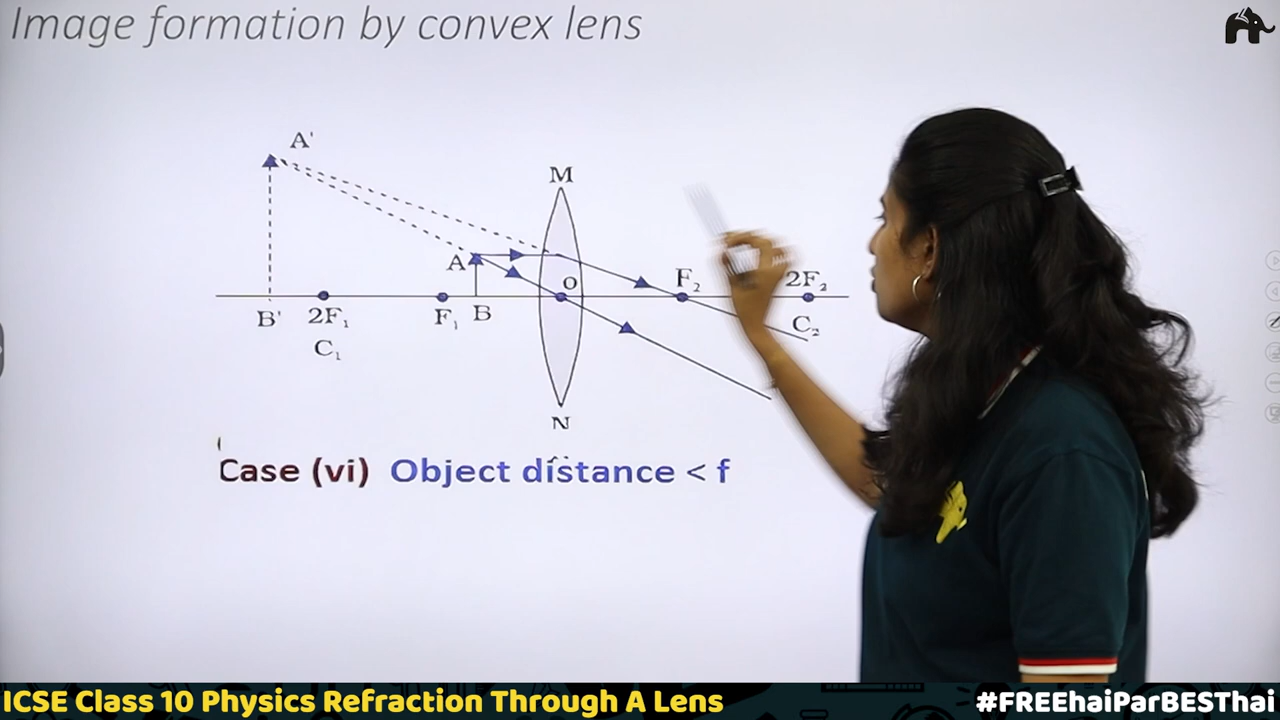 Image formation by convex lens
A'
M
A
O
F₂
2F₂
B'
2F₁
F₁
B
C₂
C₁
N
Case (vi) Object distance < f
ICSE Class 10 Physics Refraction Through A Lens
#FREEhaiParBESThai